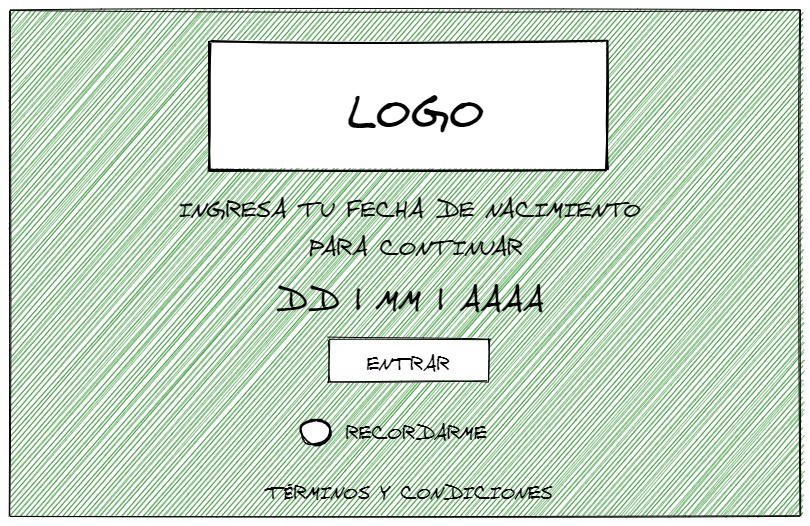 LOGO
INGRESA TU FECHA DE NACIMIENTO
PARA CONTINUAR
DD | MM | AAAA
ENTRAR
RECORDARME
TÉRMINOS Y CONDICIONES